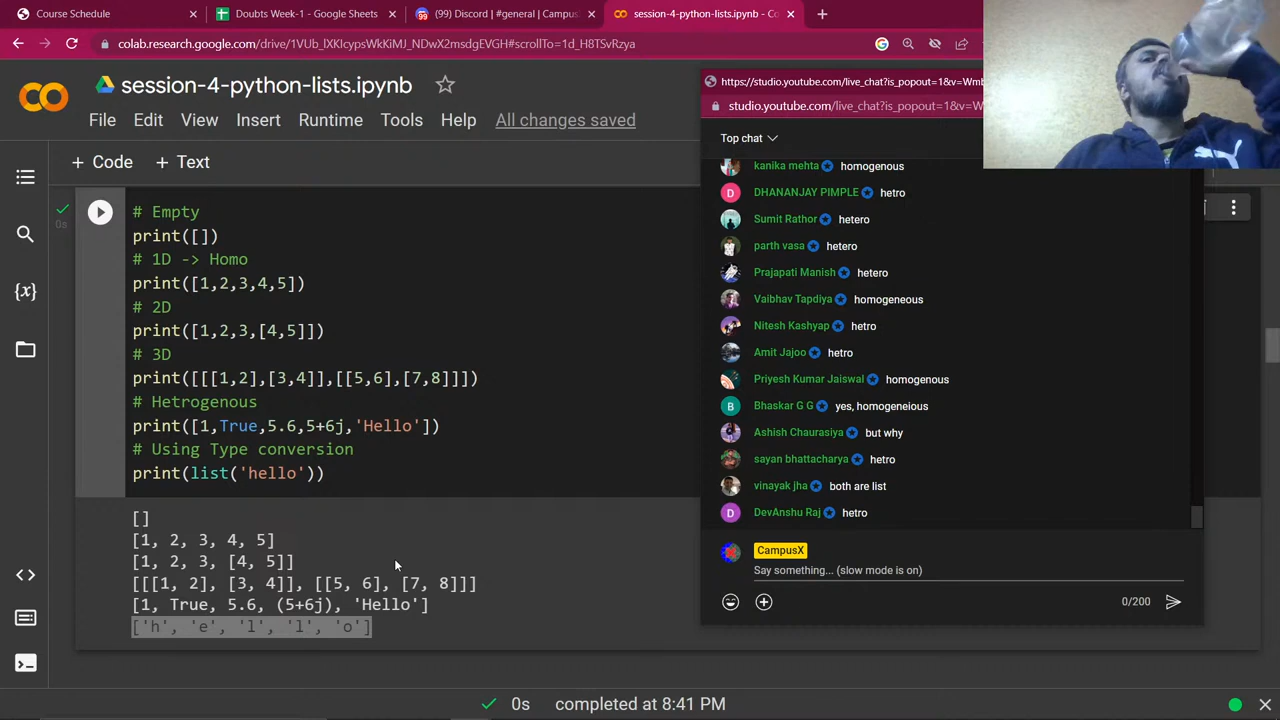 Course Schedule
Doubts Week-1 - Google Sheets
(99) Discord | #general | Campus
session-4-python-lists.ipynb - Co
colab.research.google.com/drive/1VUb_lXKIcypsWkKiMJ_NDwX2msdgEVGH#scrollTo=1d_H8TSvRyza
session-4-python-lists.ipynb
File Edit View Insert Runtime Tools Help All changes saved
+ Code + Text
# Empty
print([])
# 1D -> Homo
print([1,2,3,4,5])
# 2D
print([1,2,3,[4,5]])
# 3D
print([[[1,2],[3,4]],[[5,6],[7,8]]])
# Hetrogenous
print([1,True,5.6,5+6j,'Hello'])
# Using Type conversion
print(list('hello'))
[]
[1, 2, 3, 4, 5]
[1, 2, 3, [4, 5]]
[[[1, 2], [3, 4]], [[5, 6], [7, 8]]]
[1, True, 5.6, (5+6j), 'Hello']
['h', 'e', 'l', 'l', 'o']
0s
0s completed at 8:41 PM
https://studio.youtube.com/live_chat?is_popout=1&v=Wmb
studio.youtube.com/live_chat?is_popout=1&v=W
Top chat
kanika mehta homogenous
DHANANJAY PIMPLE hetro
Sumit Rathor hetero
parth vasa hetero
Prajapati Manish hetero
Vaibhav Tapdiya homogeneous
Nitesh Kashyap hetro
Amit Jajoo hetro
Priyesh Kumar Jaiswal homogenous
Bhaskar G G yes, homogeneious
Ashish Chaurasiya but why
sayan bhattacharya hetro
vinayak jha both are list
DevAnshu Raj hetro
CampusX
Say something... (slow mode is on)
0/200